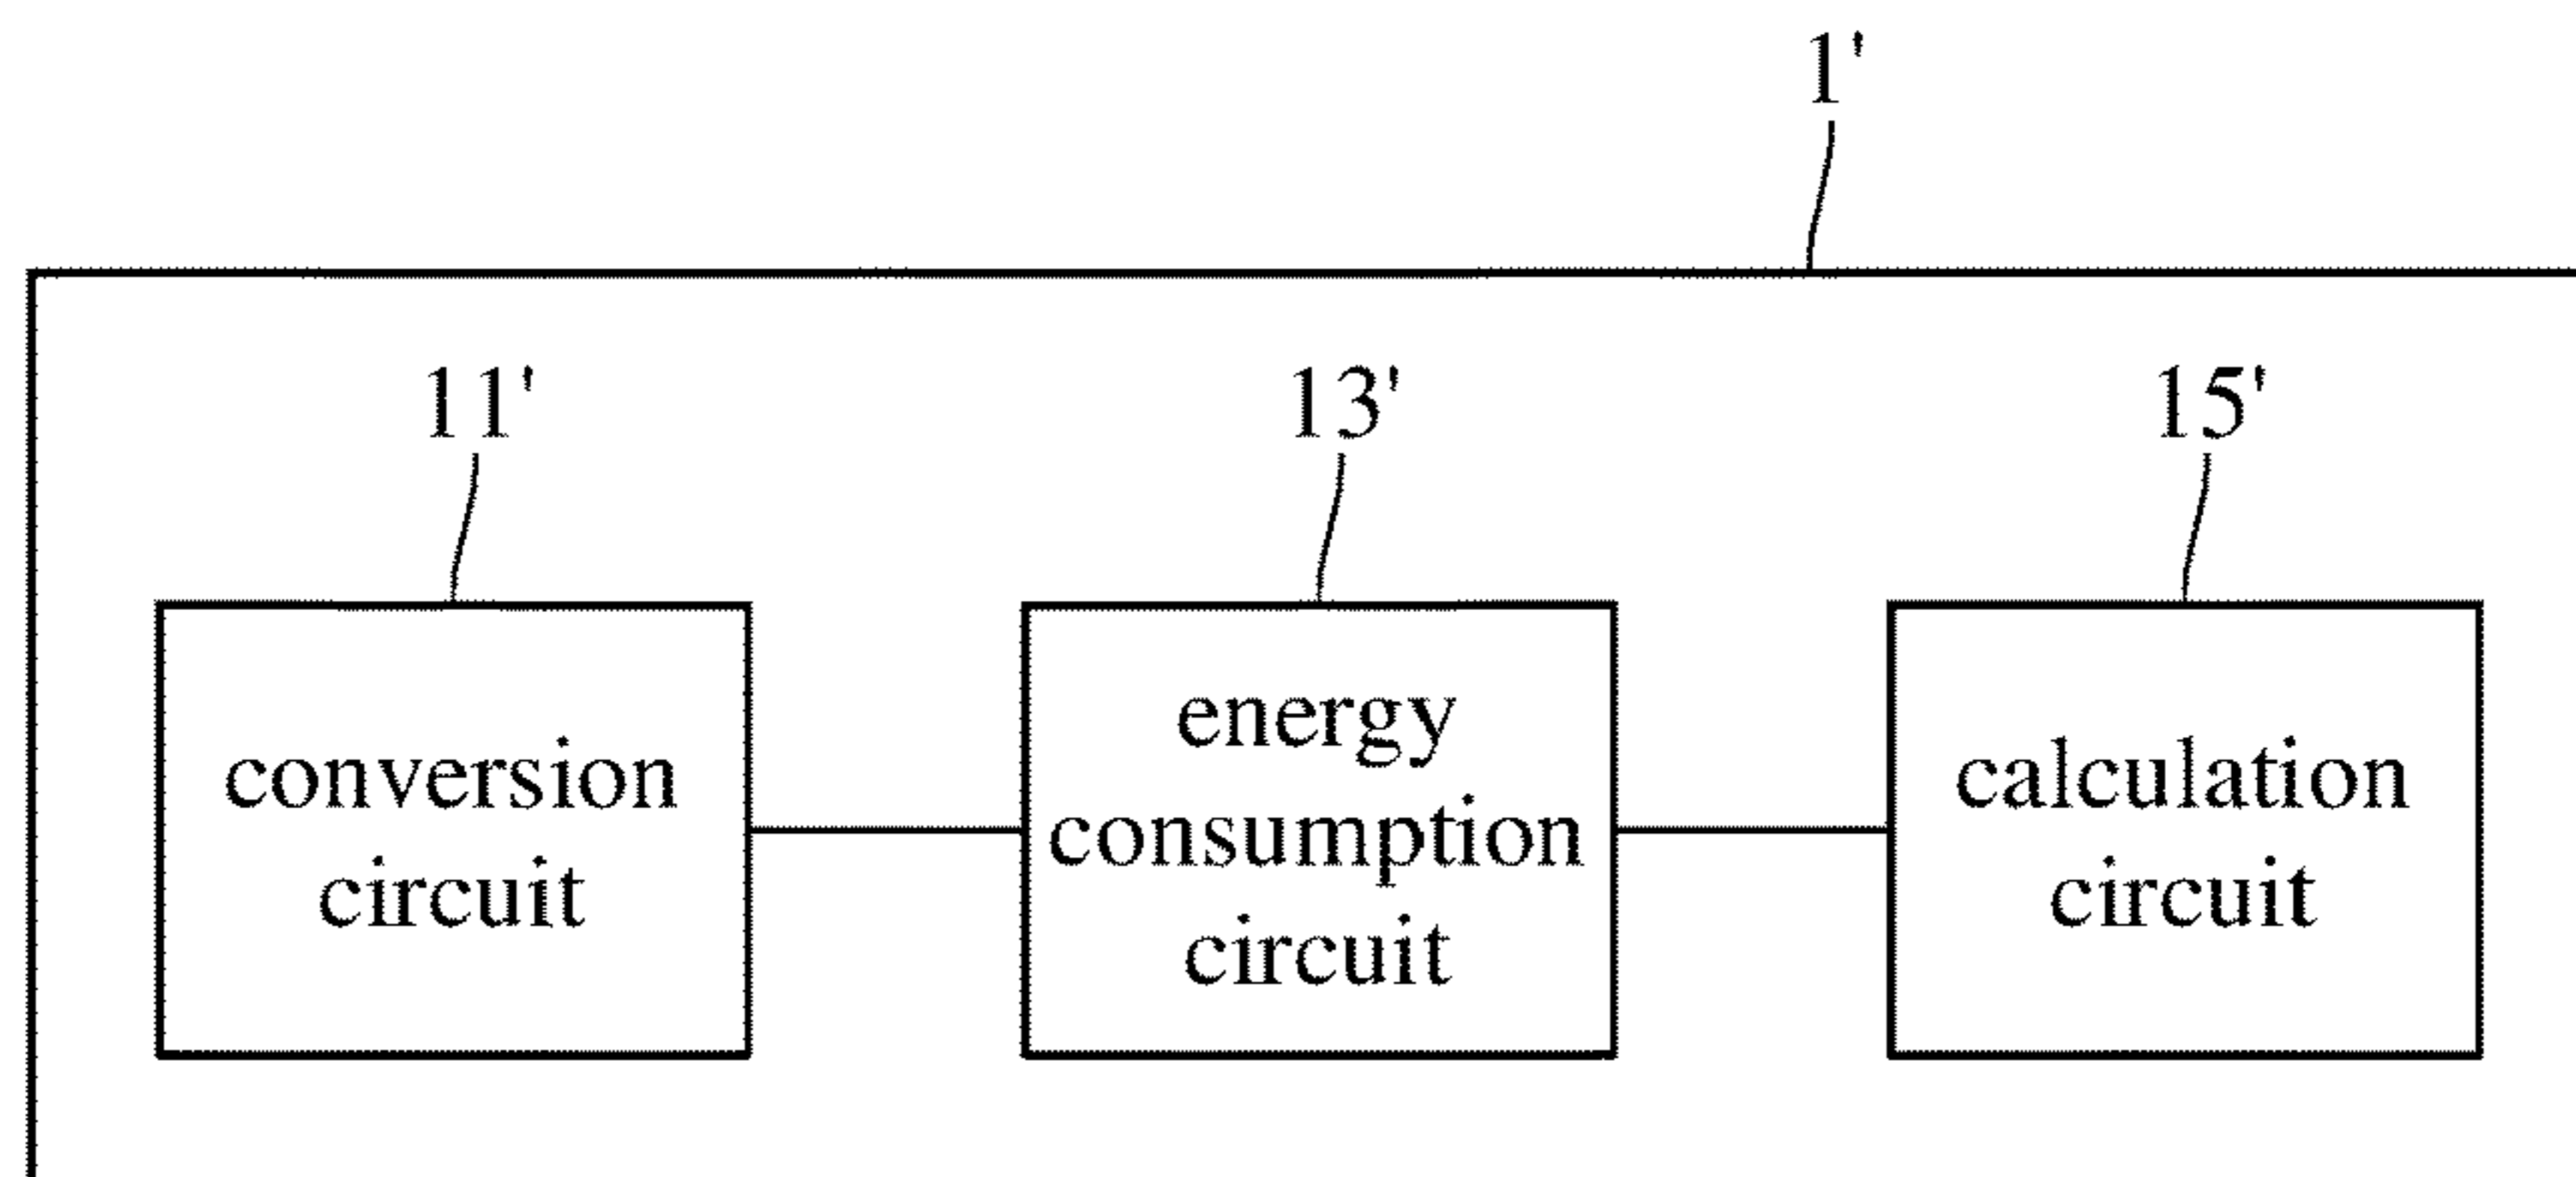 1'
11'
13'
15'
conversion
circuit
energy
consumption
circuit
calculation
circuit